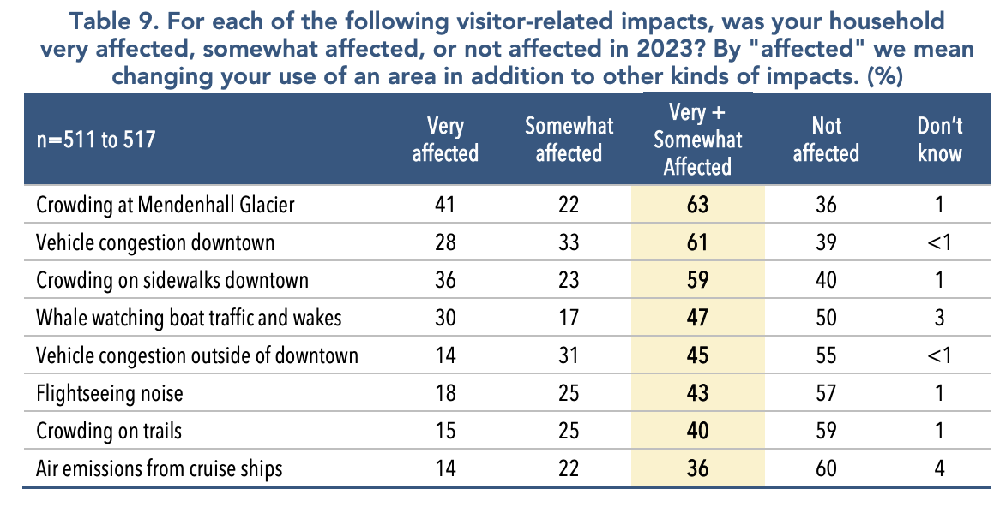 Table 9. For each of the following visitor-related impacts, was your household
very affected, somewhat affected, or not affected in 2023? By "affected" we mean
changing your use of an area in addition to other kinds of impacts. (%)
n=511 to 517 Very affected Somewhat affected Very + Somewhat Affected Not affected Don’t know
Crowding at Mendenhall Glacier 41 22 63 36 1
Vehicle congestion downtown 28 33 61 39 <1
Crowding on sidewalks downtown 36 23 59 40 1
Whale watching boat traffic and wakes 30 17 47 50 3
Vehicle congestion outside of downtown 14 31 45 55 <1
Flightseeing noise 18 25 43 57 1
Crowding on trails 15 25 40 59 1
Air emissions from cruise ships 14 22 36 60 4